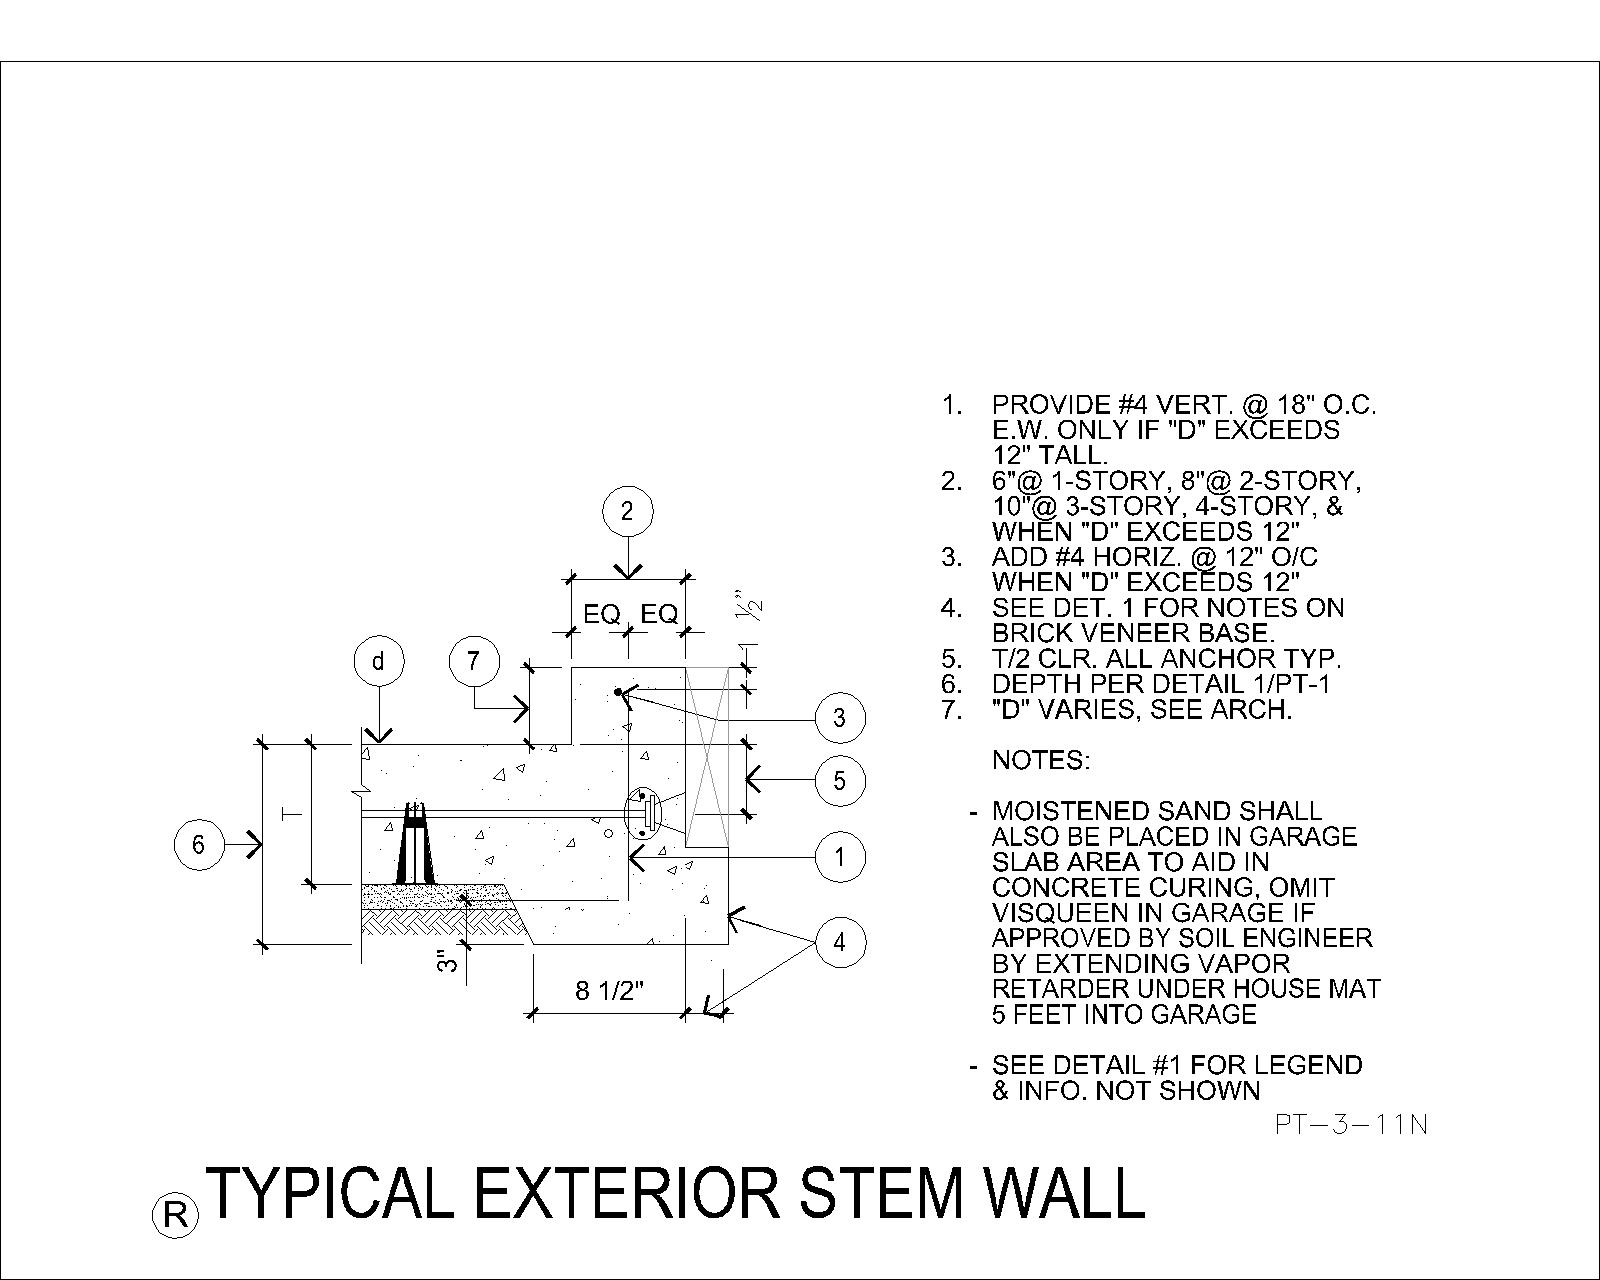 1. PROVIDE #4 VERT. @ 18" O.C.
E.W. ONLY IF "D" EXCEEDS
12" TALL.
2. 6"@ 1-STORY, 8"@ 2-STORY,
10"@ 3-STORY, 4-STORY, &
WHEN "D" EXCEEDS 12"
3. ADD #4 HORIZ. @ 12" O/C
WHEN "D" EXCEEDS 12"
4. SEE DET. 1 FOR NOTES ON
BRICK VENEER BASE.
5. T/2 CLR. ALL ANCHOR TYP.
6. DEPTH PER DETAIL 1/PT-1
7. "D" VARIES, SEE ARCH.
NOTES:
- MOISTENED SAND SHALL
ALSO BE PLACED IN GARAGE
SLAB AREA TO AID IN
CONCRETE CURING, OMIT
VISQUEEN IN GARAGE IF
APPROVED BY SOIL ENGINEER
BY EXTENDING VAPOR
RETARDER UNDER HOUSE MAT
5 FEET INTO GARAGE
- SEE DETAIL #1 FOR LEGEND
& INFO. NOT SHOWN
PT-3-11N
2
EQ EQ
1 1/2"
d
7
3
5
T
6
1
4
3"
8 1/2"
R TYPICAL EXTERIOR STEM WALL